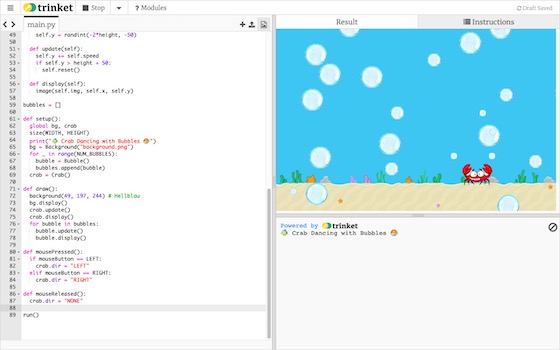 trinket
Stop
? Modules
Draft Saved
< > main.py
Result
Instructions
49 self.y = randint(-2*height, -50)
50
51 def update(self):
52 self.y += self.speed
53 if self.y > height + 50:
54 self.reset()
55
56 def display(self):
57 image(self.img, self.x, self.y)
58
59 bubbles = []
60
61 def setup():
62 global bg, crab
63 size(WIDTH, HEIGHT)
64 print("🦀 Crab Dancing with Bubbles 🐡")
65 bg = Background("background.png")
66 for _ in range(NUM_BUBBLES):
67 bubble = Bubble()
68 bubbles.append(bubble)
69 crab = Crab()
70
71 def draw():
72 background(49, 197, 244) # Hellblau
73 bg.display()
74 crab.update()
75 crab.display()
76 for bubble in bubbles:
77 bubble.update()
78 bubble.display()
79
80 def mousePressed():
81 if mouseButton == LEFT:
82 crab.dir = "LEFT"
83 elif mouseButton == RIGHT:
84 crab.dir = "RIGHT"
85
86 def mouseReleased():
87 crab.dir = "NONE"
88
89 run()
Powered by trinket
Crab Dancing with Bubbles